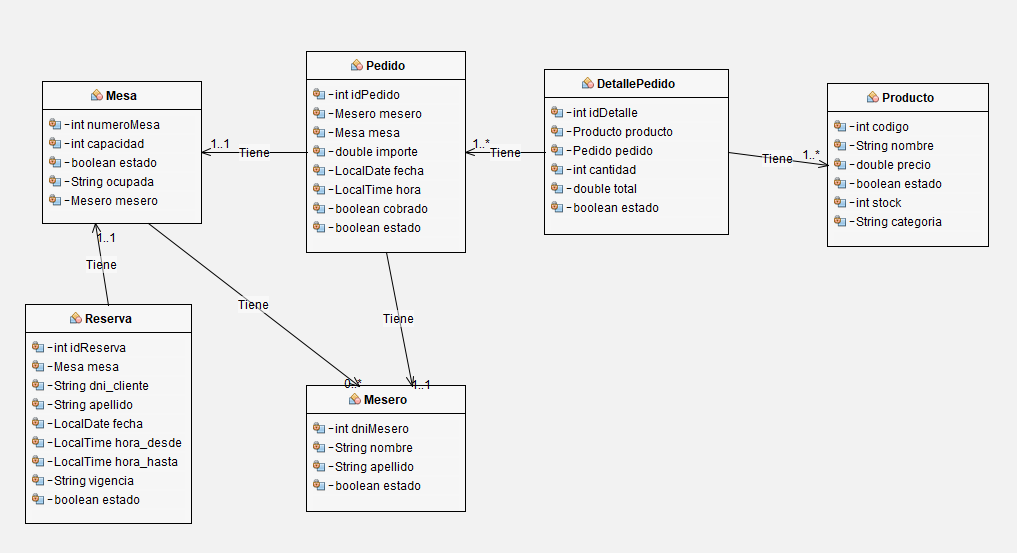 Mesa
-int numeroMesa
-int capacidad
-boolean estado
-String ocupada
-Mesero mesero
Pedido
-int idPedido
-Mesero mesero
-Mesa mesa
-double importe
-LocalDate fecha
-LocalTime hora
-boolean cobrado
-boolean estado
DetallePedido
-int idDetalle
-Producto producto
-Pedido pedido
-int cantidad
-double total
-boolean estado
Producto
-int codigo
-String nombre
-double precio
-boolean estado
-int stock
-String categoria
1..1
Tiene
1..*
Tiene
Tiene
1..*
1..1
Tiene
Tiene
0..*
Tiene
1..1
Reserva
-int idReserva
-Mesa mesa
-String dni_cliente
-String apellido
-LocalDate fecha
-LocalTime hora_desde
-LocalTime hora_hasta
-String vigencia
-boolean estado
Mesero
-int dniMesero
-String nombre
-String apellido
-boolean estado